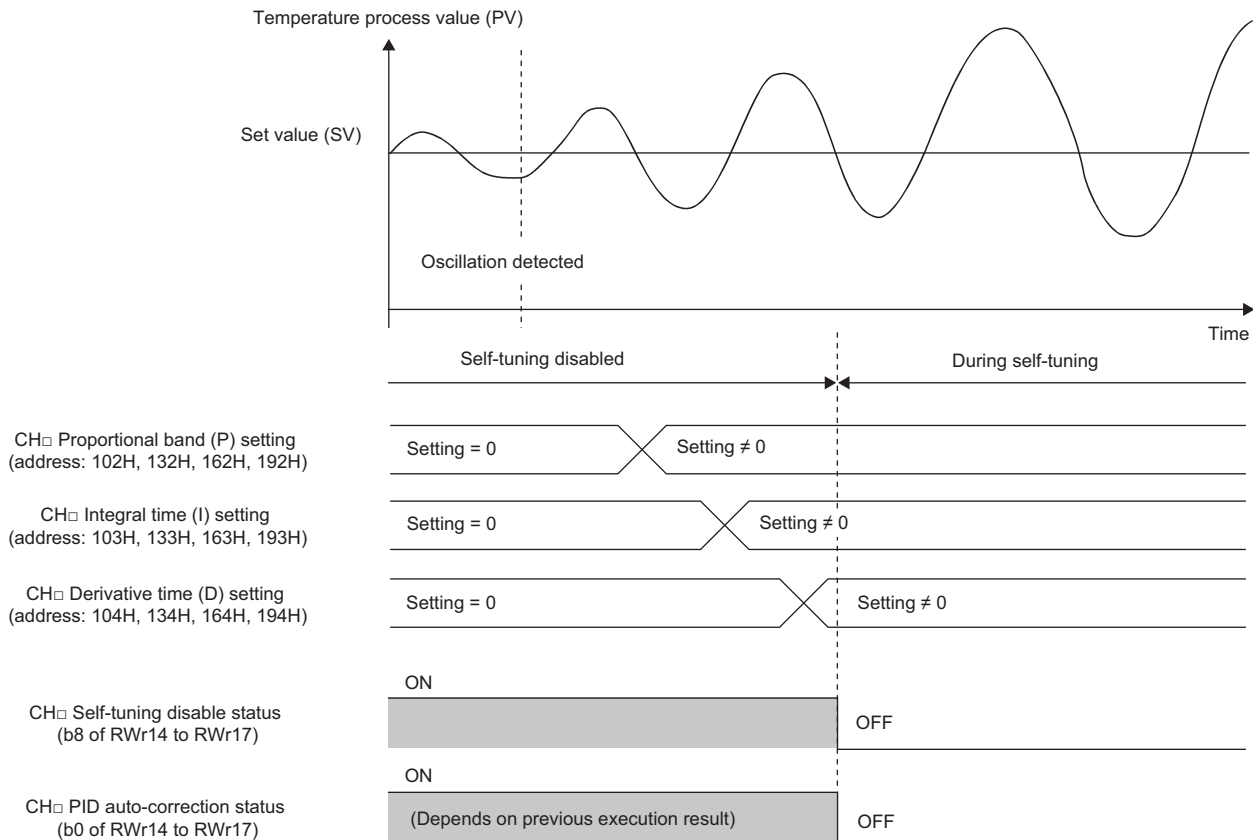 Temperature process value (PV)
Set value (SV)
Oscillation detected
Time
Self-tuning disabled
During self-tuning
CH□ Proportional band (P) setting
(address: 102H, 132H, 162H, 192H)
Setting = 0
Setting ≠ 0
CH□ Integral time (I) setting
(address: 103H, 133H, 163H, 193H)
Setting = 0
Setting ≠ 0
CH□ Derivative time (D) setting
(address: 104H, 134H, 164H, 194H)
Setting = 0
Setting ≠ 0
ON
CH□ Self-tuning disable status
(b8 of RWr14 to RWr17)
OFF
ON
CH□ PID auto-correction status
(b0 of RWr14 to RWr17)
(Depends on previous execution result)
OFF